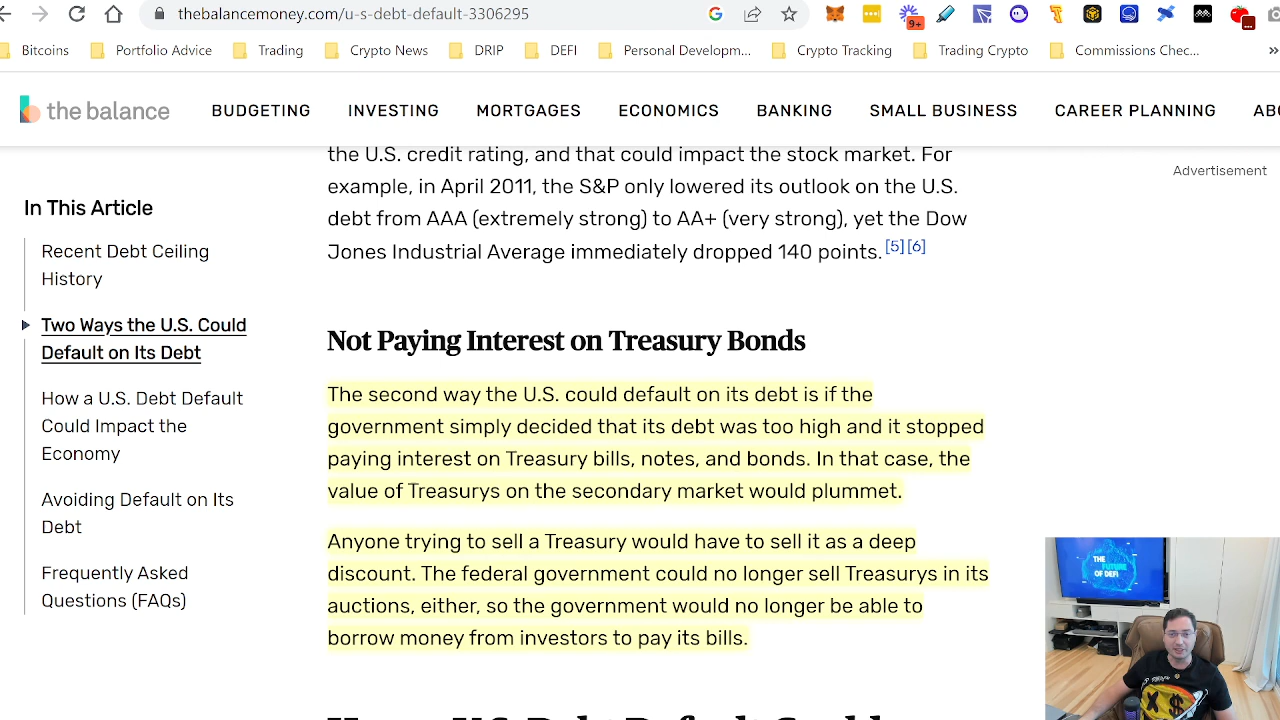 thebalancemoney.com/u-s-debt-default-3306295
9+
Bitcoins
Portfolio Advice
Trading
Crypto News
DRIP
DEFI
Personal Developm...
Crypto Tracking
Trading Crypto
Commissions Chec...
»
the balance
BUDGETING
INVESTING
MORTGAGES
ECONOMICS
BANKING
SMALL BUSINESS
CAREER PLANNING
ABO
In This Article
Recent Debt Ceiling
History
Two Ways the U.S. Could
Default on Its Debt
How a U.S. Debt Default
Could Impact the
Economy
Avoiding Default on Its
Debt
Frequently Asked
Questions (FAQs)
the U.S. credit rating, and that could impact the stock market. For
example, in April 2011, the S&P only lowered its outlook on the U.S.
debt from AAA (extremely strong) to AA+ (very strong), yet the Dow
Jones Industrial Average immediately dropped 140 points. [5][6]
Not Paying Interest on Treasury Bonds
The second way the U.S. could default on its debt is if the
government simply decided that its debt was too high and it stopped
paying interest on Treasury bills, notes, and bonds. In that case, the
value of Treasurys on the secondary market would plummet.
Anyone trying to sell a Treasury would have to sell it as a deep
discount. The federal government could no longer sell Treasurys in its
auctions, either, so the government would no longer be able to
borrow money from investors to pay its bills.
Advertisement
THE
FUTURE
OF DEFI
X $